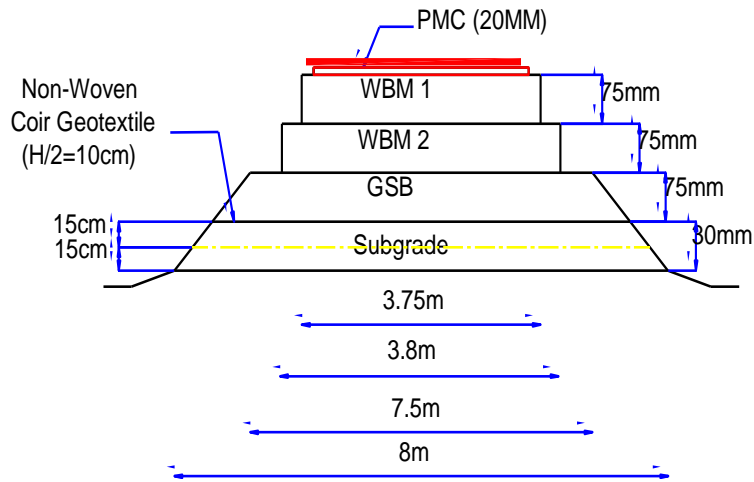 PMC (20MM)
Non-Woven
Coir Geotextile
(H/2=10cm)
WBM 1
75mm
WBM 2
75mm
GSB
75mm
15cm
15cm
Subgrade
30mm
3.75m
3.8m
7.5m
8m